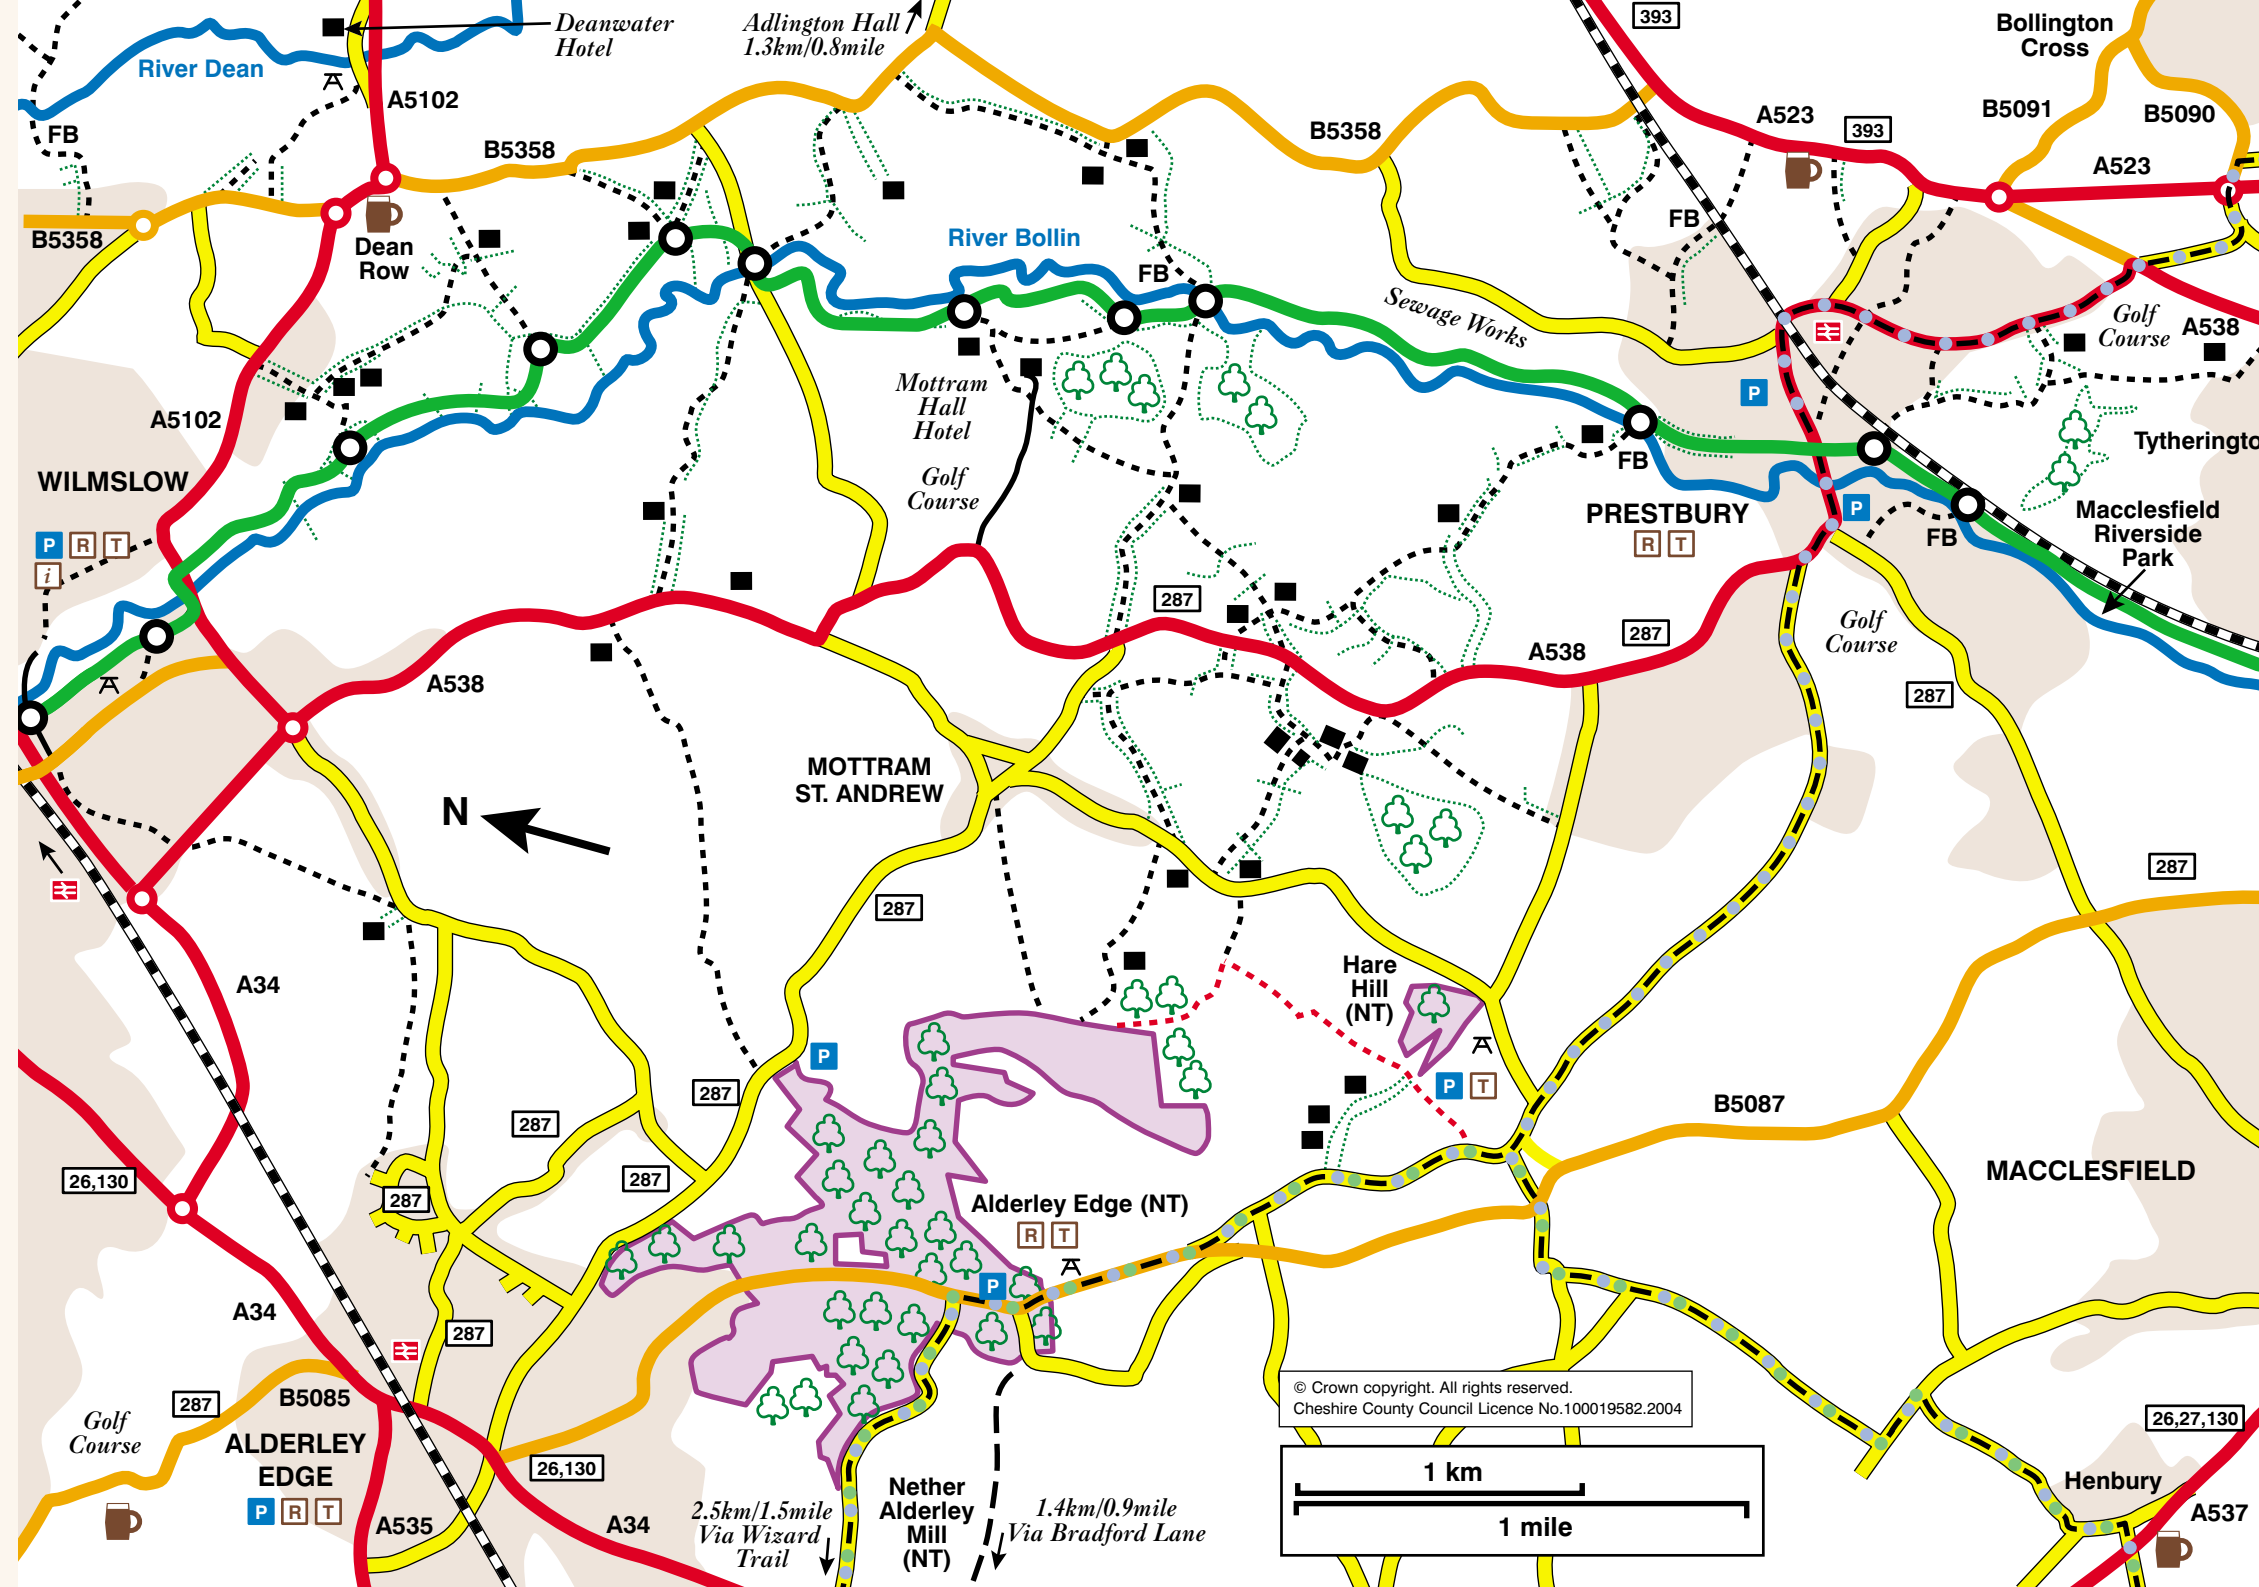 Deanwater
Hotel
Adlington Hall
1.3km/0.8mile
393
Bollington
Cross
River Dean
A5102
FB
B5358
B5358
A523
393
B5091
B5090
A523
FB
B5358
Dean
Row
River Bollin
FB
Sewage Works
Golf
Course
A538
A5102
Mottram
Hall
Hotel
P
WILMSLOW
Golf
Course
FB
Tytheringto
PRESTBURY
R T
P
FB
Macclesfield
Riverside
Park
P R T
i
287
287
Golf
Course
A538
A538
287
MOTTRAM
ST. ANDREW
N
287
287
A34
Hare
Hill
(NT)
P
287
P T
B5087
287
26,130
287
287
MACCLESFIELD
Alderley Edge (NT)
R T
P
A34
287
B5085
287
Golf
Course
ALDERLEY
EDGE
P R T
26,130
A535
A34
2.5km/1.5mile
Via Wizard
Trail
Nether
Alderley
Mill
(NT)
1.4km/0.9mile
Via Bradford Lane
© Crown copyright. All rights reserved.
Cheshire County Council Licence No.100019582.2004
1 km
1 mile
26,27,130
Henbury
A537